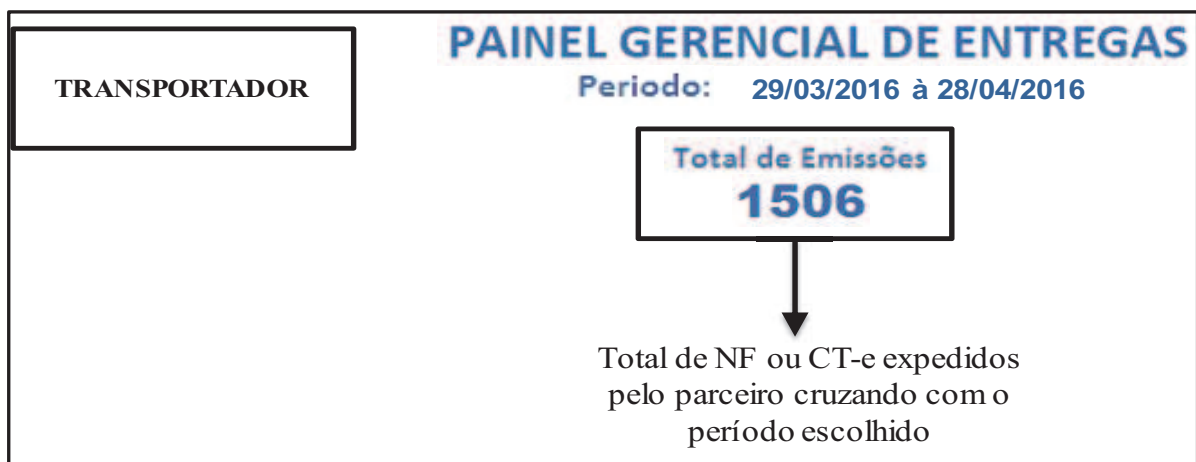 TRANSPORTADOR
PAINEL GERENCIAL DE ENTREGAS
Periodo: 29/03/2016 à 28/04/2016
Total de Emissões
1506
Total de NF ou CT-e expedidos
pelo parceiro cruzando com o
período escolhido